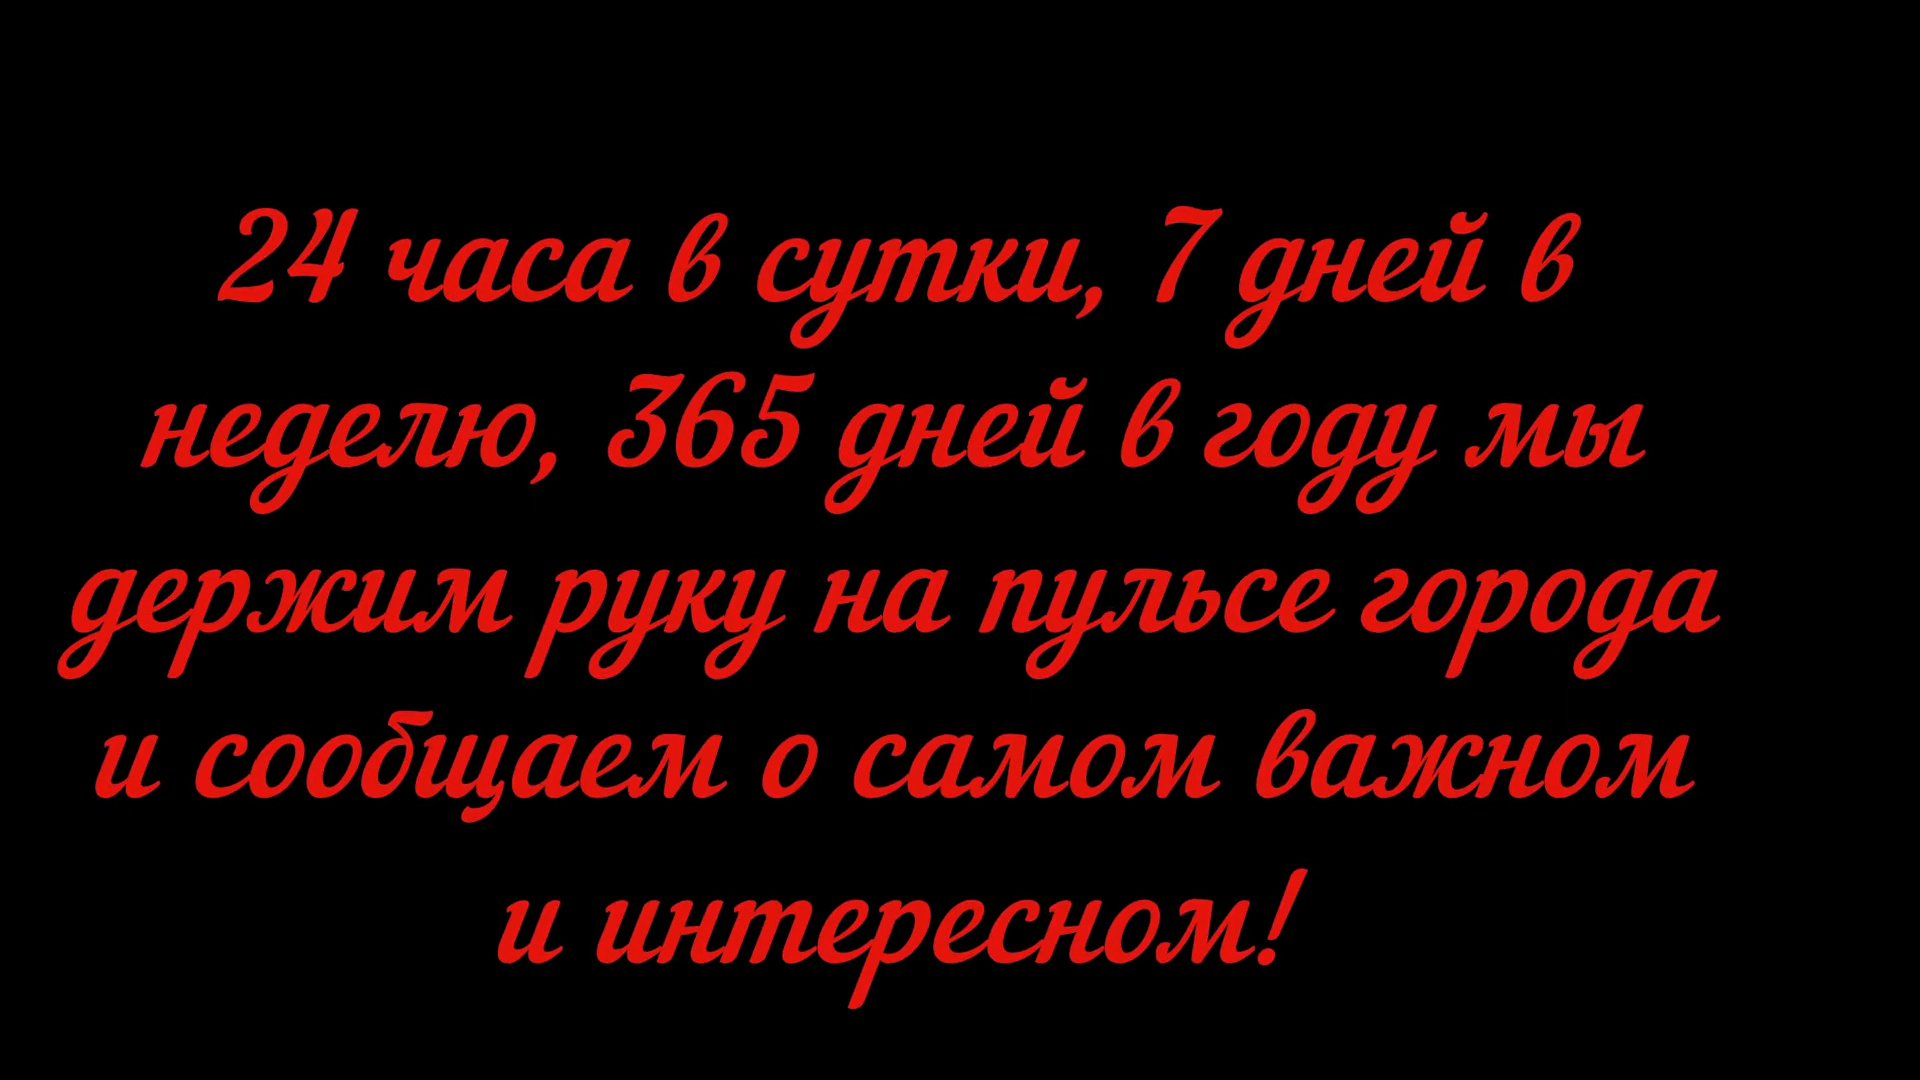 24 часа в сутки, 7 дней в
неделю, 365 дней в году мы
держим руку на пульсе города
и сообщаем о самом важном
и интересном!